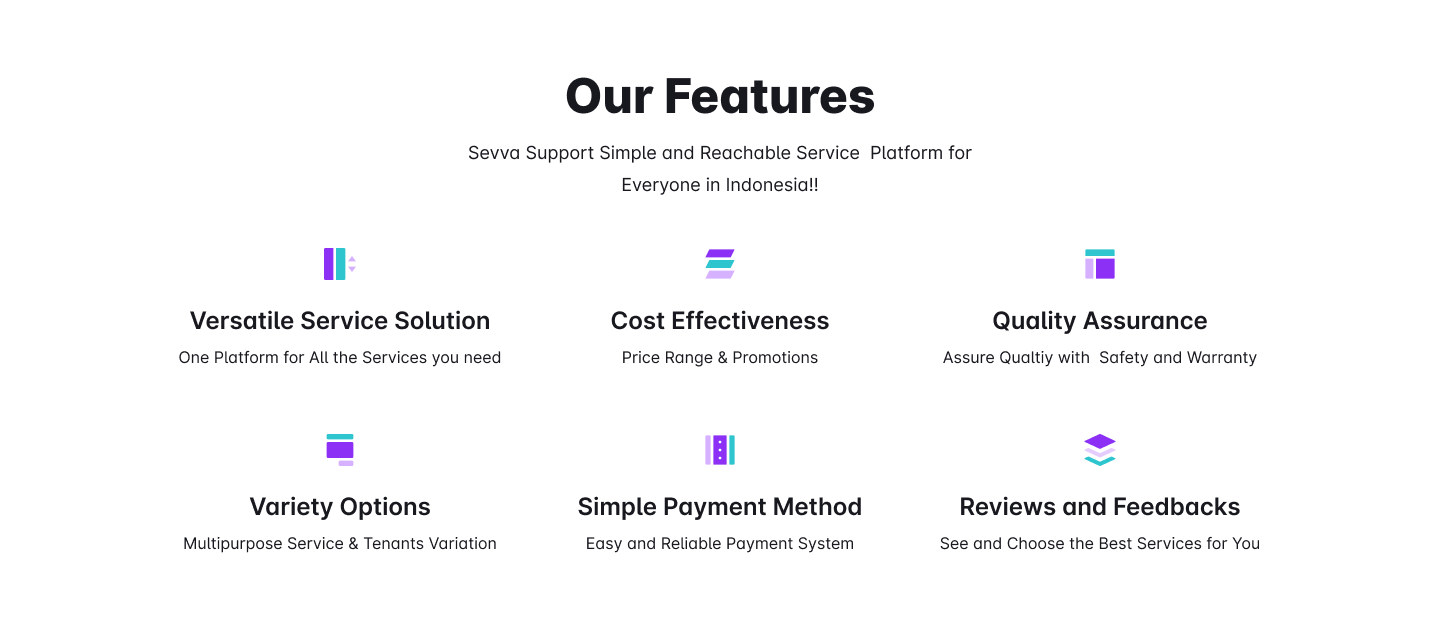 Our Features
Sevva Support Simple and Reachable Service  Platform for
Everyone in Indonesia!!
Versatile Service Solution
One Platform for All the Services you need
Cost Effectiveness
Price Range & Promotions
Quality Assurance
Assure Qualtiy with  Safety and Warranty
Variety Options
Multipurpose Service & Tenants Variation
Simple Payment Method
Easy and Reliable Payment System
Reviews and Feedbacks
See and Choose the Best Services for You